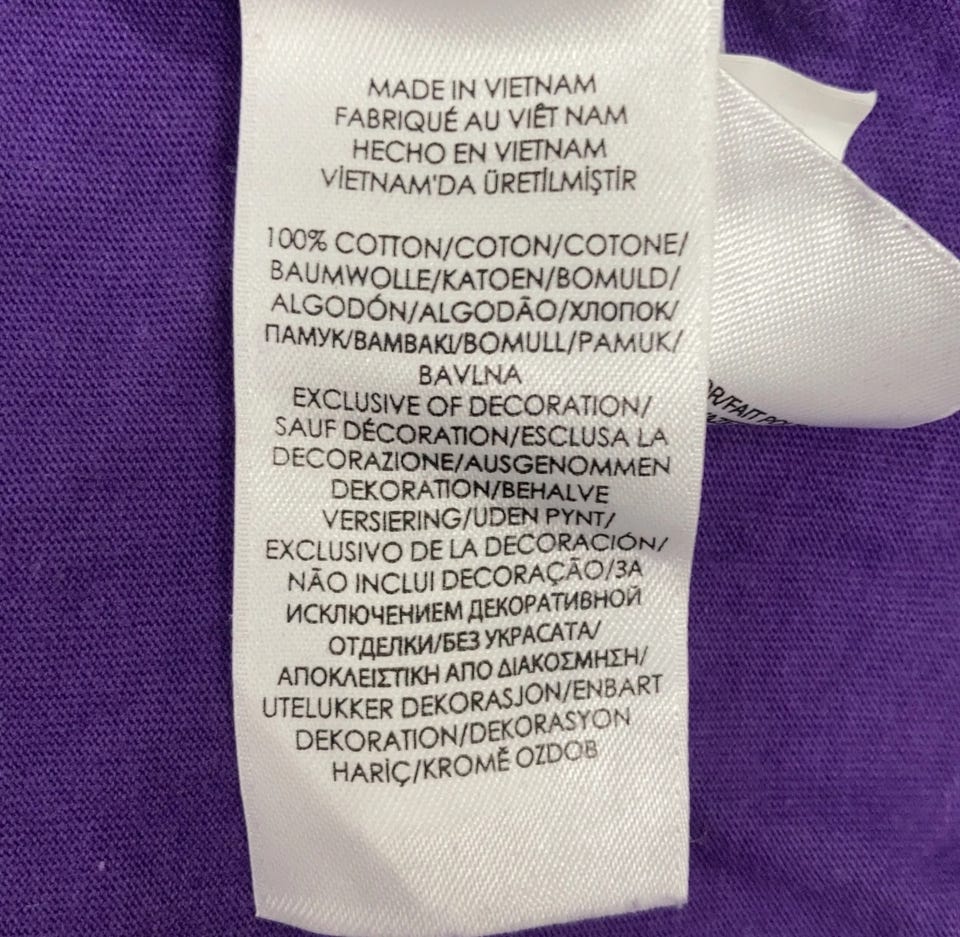 MADE IN VIETNAM
FABRIQUÉ AU VIÊT NAM
HECHO EN VIETNAM
VİETNAM'DA ÜRETİLMİŞTİR
100% COTTON/COTON/COTONE/
BAUMWOLLE/KATOEN/BOMULD/
ALGODÓN/ALGODÃO/ХЛОПОК/
ПАМУК/ΒΑΜΒΑΚΙ/BOMULL/PAMUK/
BAVLNA
EXCLUSIVE OF DECORATION/
SAUF DÉCORATION/ESCLUSA LA
DECORAZIONE/AUSGENOMMEN
DEKORATION/BEHALVE
VERSIERING/UDEN PYNT/
EXCLUSIVO DE LA DECORACIÓN/
NÃO INCLUI DECORAÇÃO/ЗА
ИСКЛЮЧЕНИЕМ ДЕКОРАТИВНОЙ
ОТДЕЛКИ/БЕЗ УКРАСАТА/
ΑΠΟΚΛΕΙΣΤΙΚΗ ΑΠΟ ΔΙΑΚΟΣΜΗΣΗ/
UTELUKKER DEKORASJON/ENBART
DEKORATION/DEKORASYON
HARİÇ/KROMĚ OZDOB